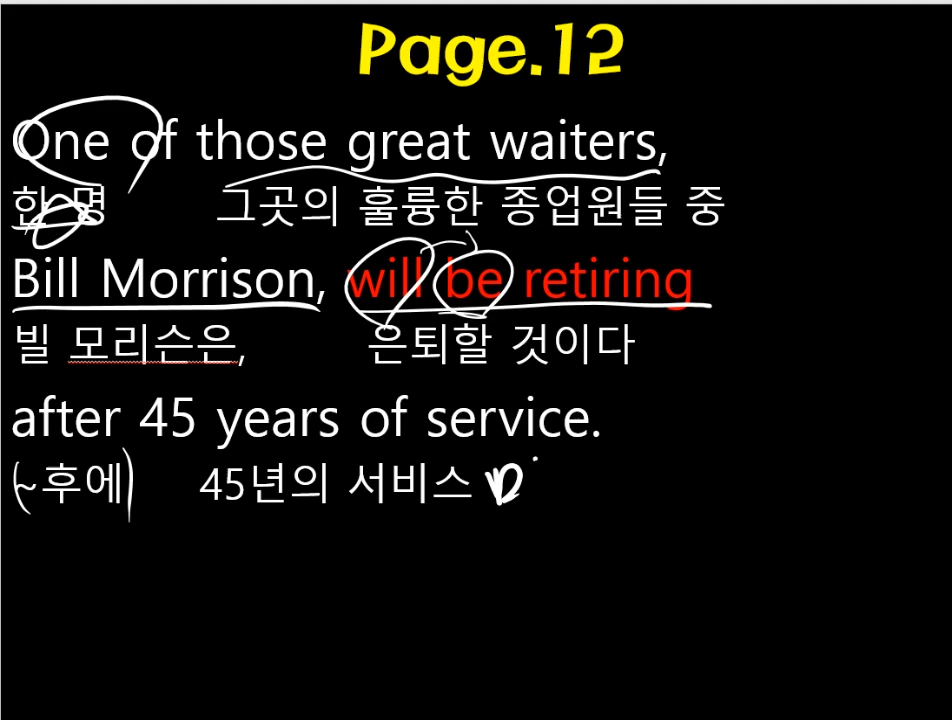 Page.12
One of those great waiters,
한 명 그곳의 훌륭한 종업원들 중
Bill Morrison, will be retiring
빌 모리슨은, 은퇴할 것이다
after 45 years of service.
(~후에) 45년의 서비스